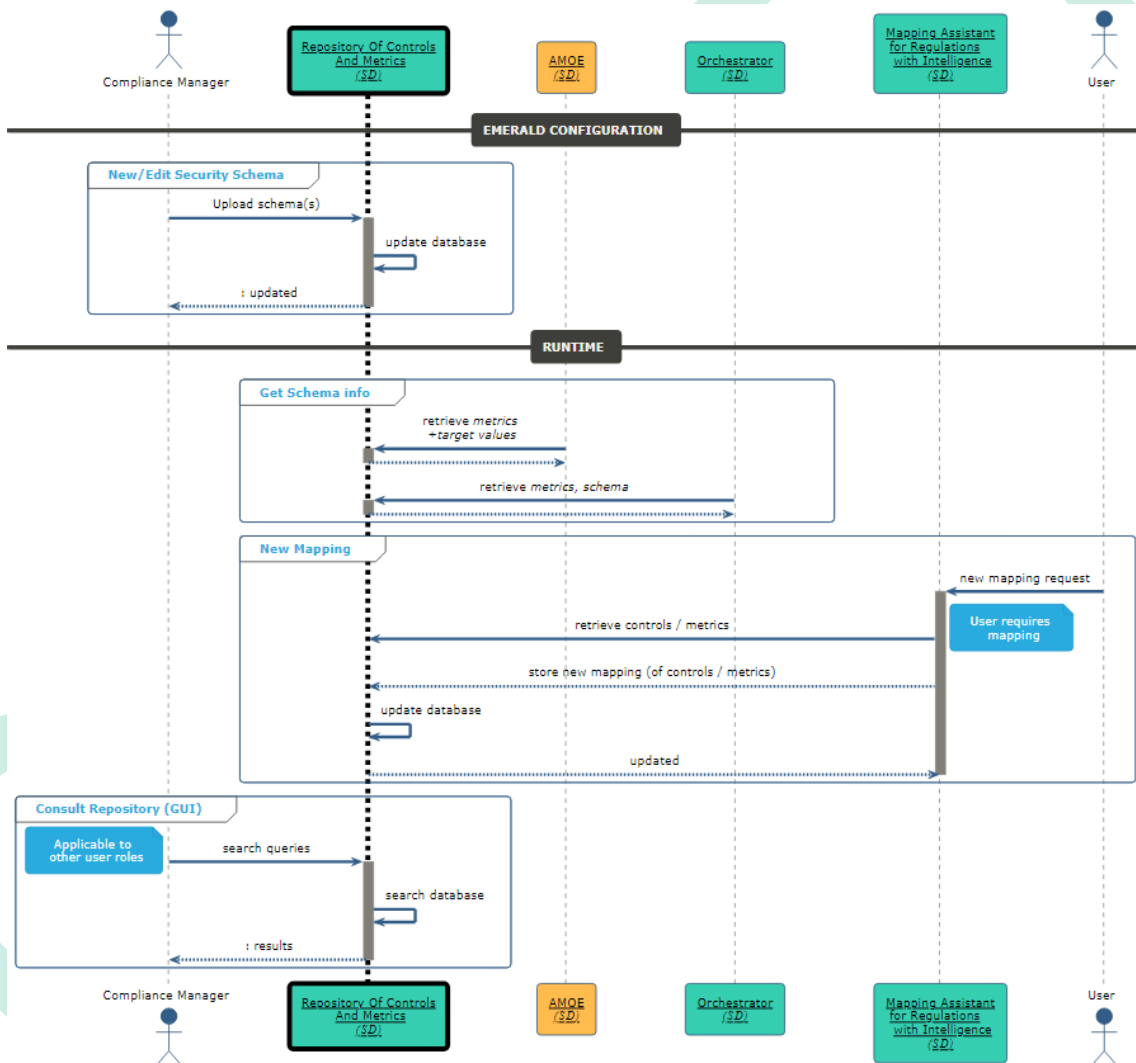 Compliance Manager
Repository Of Controls
And Metrics
(SD)
AMOE
(SD)
Orchestrator
(SD)
Mapping Assistant
for Regulations
with Intelligence
(SD)
User
EMERALD CONFIGURATION
New/Edit Security Schema
Upload schema(s)
update database
: updated
RUNTIME
Get Schema info
retrieve metrics
+target values
retrieve metrics, schema
New Mapping
new mapping request
User requires
mapping
retrieve controls / metrics
store new mapping (of controls / metrics)
update database
updated
Consult Repository (GUI)
Applicable to
other user roles
search queries
search database
: results
Compliance Manager
Repository Of Controls
And Metrics
(SD)
AMOE
(SD)
Orchestrator
(SD)
Mapping Assistant
for Regulations
with Intelligence
(SD)
User